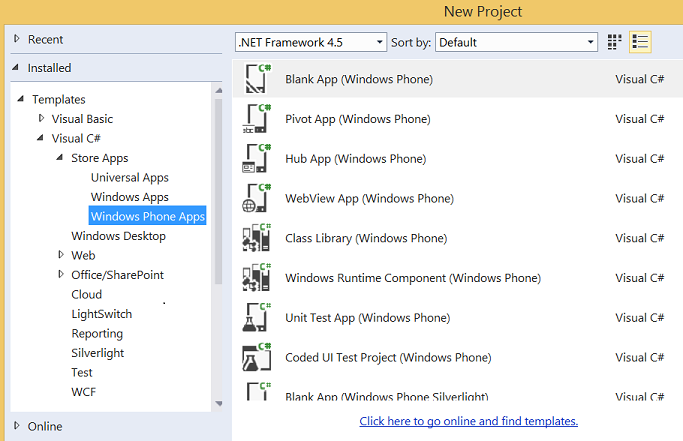 New Project
Recent
Installed
Templates
Visual Basic
Visual C#
Store Apps
Universal Apps
Windows Apps
Windows Phone Apps
Windows Desktop
Web
Office/SharePoint
Cloud
LightSwitch
Reporting
Silverlight
Test
WCF
Online
.NET Framework 4.5 Sort by: Default
C# Blank App (Windows Phone) Visual C#
C# Pivot App (Windows Phone) Visual C#
C# Hub App (Windows Phone) Visual C#
C# WebView App (Windows Phone) Visual C#
C# Class Library (Windows Phone) Visual C#
C# Windows Runtime Component (Windows Phone) Visual C#
C# Unit Test App (Windows Phone) Visual C#
C# Coded UI Test Project (Windows Phone) Visual C#
C# Blank App (Windows Phone Silverlight) Visual C#
Click here to go online and find templates.